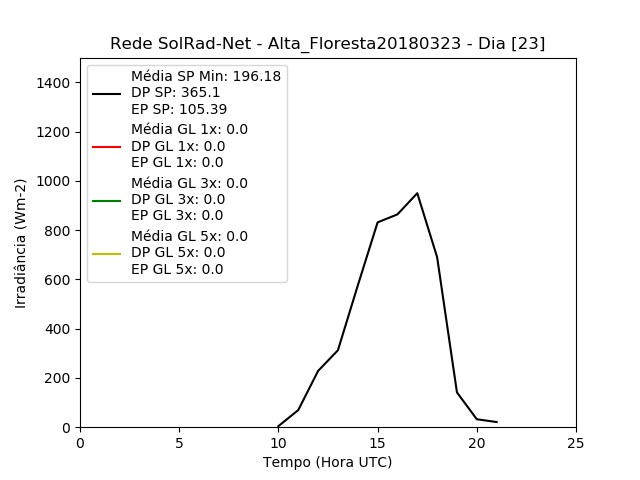 Rede SolRad-Net - Alta_Floresta20180323 - Dia [23]
Média SP Min: 196.18
DP SP: 365.1
EP SP: 105.39
Média GL 1x: 0.0
DP GL 1x: 0.0
EP GL 1x: 0.0
Média GL 3x: 0.0
DP GL 3x: 0.0
EP GL 3x: 0.0
Média GL 5x: 0.0
DP GL 5x: 0.0
EP GL 5x: 0.0
Irradiância (Wm-2)
1400
1200
1000
800
600
400
200
0
0 5 10 15 20 25
Tempo (Hora UTC)